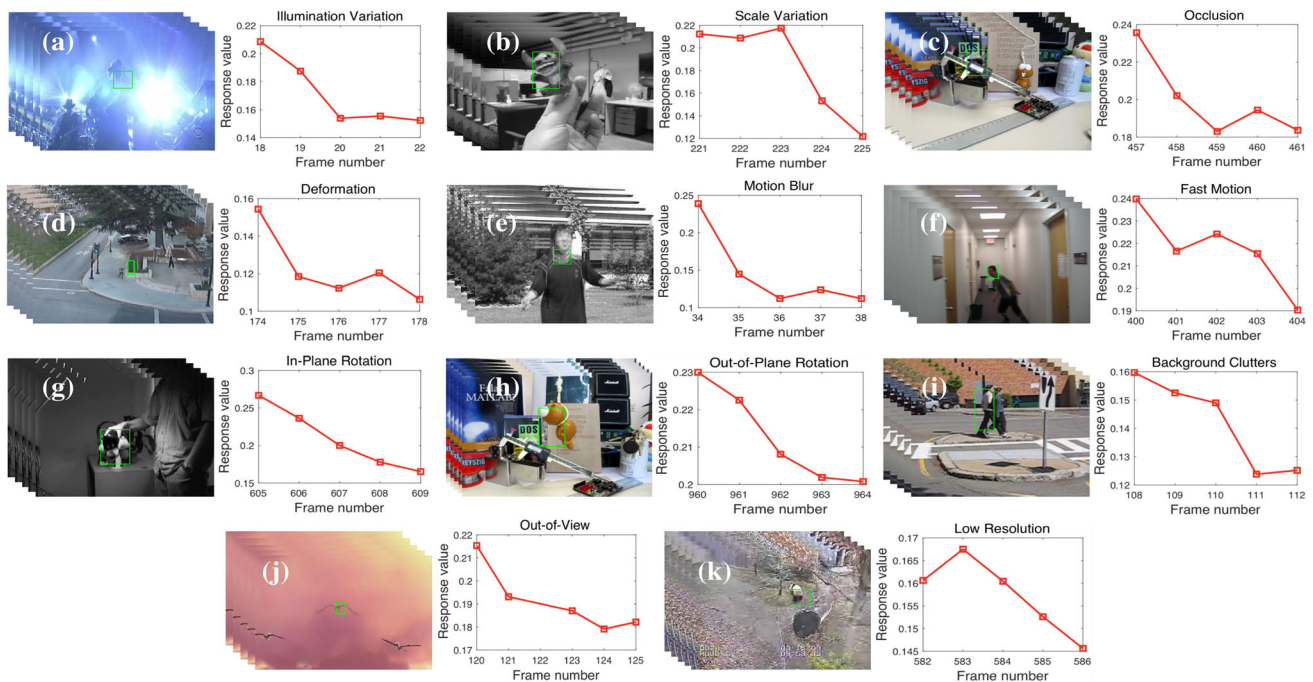 (a)
Illumination Variation
Response value
0.22
0.2
0.18
0.16
0.14
18 19 20 21 22
Frame number
(b)
Scale Variation
Response value
0.22
0.2
0.18
0.16
0.14
0.12
221 222 223 224 225
Frame number
(c)
DOS
Occlusion
Response value
0.24
0.22
0.2
0.18
457 458 459 460 461
Frame number
(d)
Deformation
Response value
0.16
0.14
0.12
0.1
174 175 176 177 178
Frame number
(e)
Motion Blur
Response value
0.25
0.2
0.15
0.1
34 35 36 37 38
Frame number
(f)
Fast Motion
Response value
0.24
0.23
0.22
0.21
0.2
0.19
400 401 402 403 404
Frame number
(g)
In-Plane Rotation
Response value
0.3
0.25
0.2
0.15
0.1
605 606 607 608 609
Frame number
(h)
MATLAB
DOS
Marshall
KREYSZIG
Out-of-Plane Rotation
Response value
0.23
0.22
0.21
0.2
960 961 962 963 964
Frame number
(i)
Background Clutters
Response value
0.16
0.15
0.14
0.13
0.12
108 109 110 111 112
Frame number
(j)
Out-of-View
Response value
0.22
0.21
0.2
0.19
0.18
0.17
120 121 122 123 124 125
Frame number
(k)
Low Resolution
Response value
0.17
0.165
0.16
0.155
0.15
0.145
582 583 584 585 586
Frame number